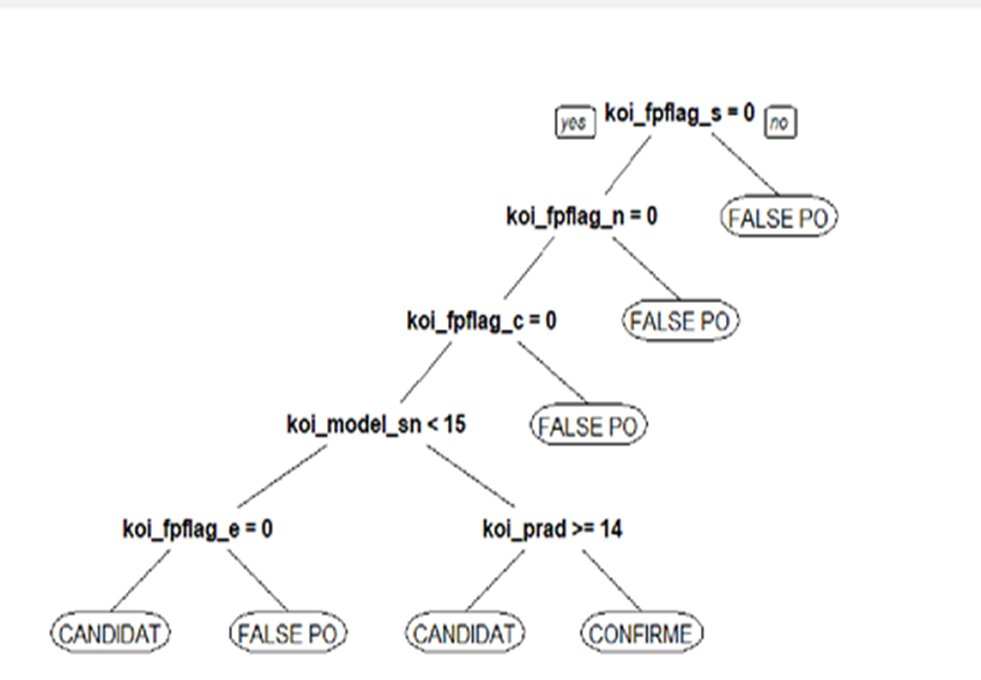 yes koi_fpflag_s = 0 no
koi_fpflag_n = 0 FALSE PO
koi_fpflag_c = 0 FALSE PO
koi_model_sn < 15 FALSE PO
koi_fpflag_e = 0 koi_prad >= 14
CANDIDAT FALSE PO CANDIDAT CONFIRME